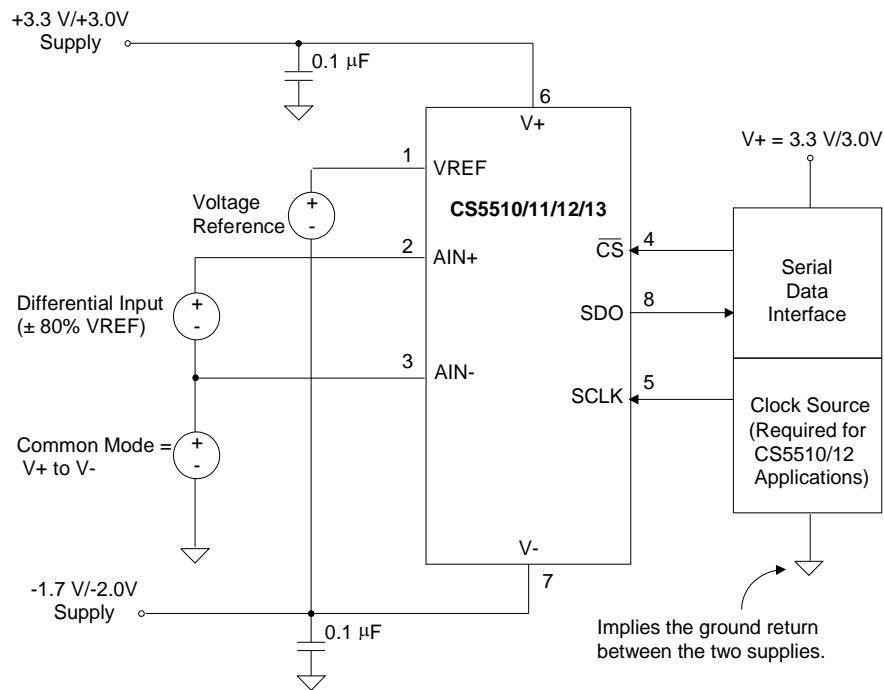 +3.3 V/+3.0V
Supply
0.1 μF
6
V+
V+ = 3.3 V/3.0V
1
VREF
Voltage
Reference
+
-
CS5510/11/12/13
2
AIN+
CS
4
Serial
Data
Interface
Differential Input
(± 80% VREF)
+
-
SDO
8
3
AIN-
SCLK
5
Clock Source
(Required for
CS5510/12
Applications)
Common Mode =
V+ to V-
+
-
V-
7
-1.7 V/-2.0V
Supply
0.1 μF
Implies the ground return
between the two supplies.